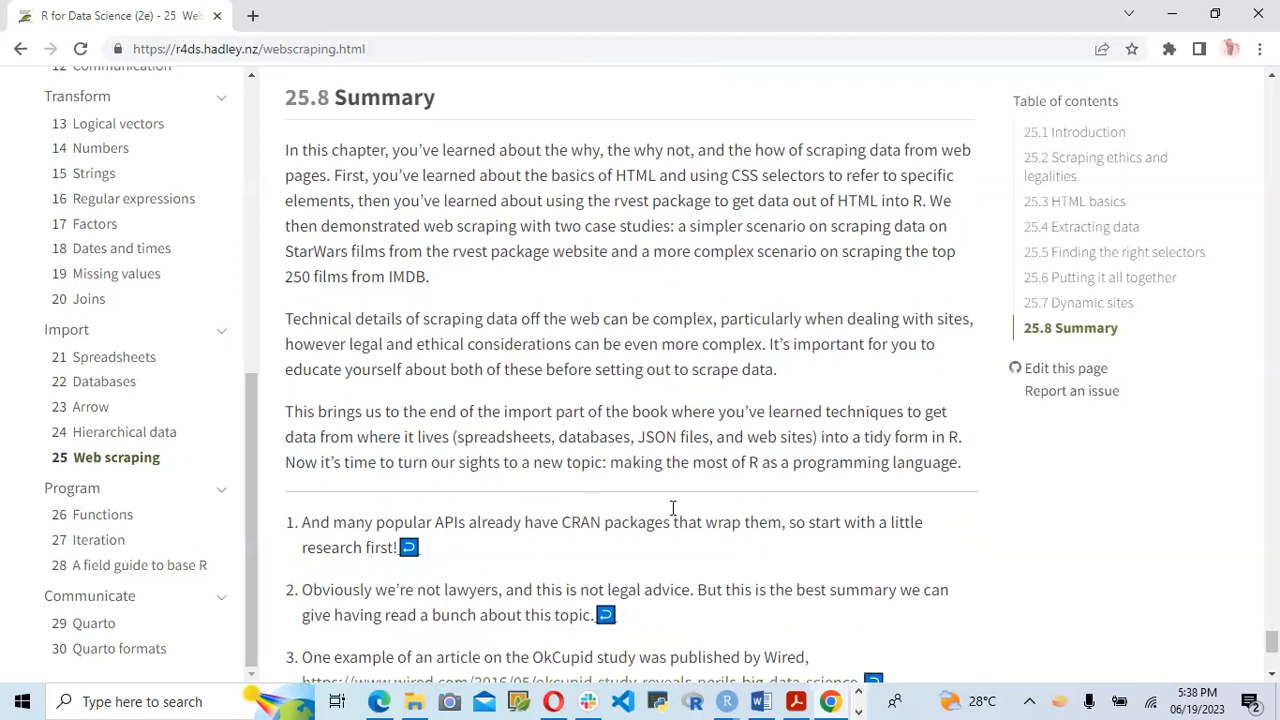 R for Data Science (2e) - 25 Web
https://r4ds.hadley.nz/webscraping.html
12 Communication
Transform
13 Logical vectors
14 Numbers
15 Strings
16 Regular expressions
17 Factors
18 Dates and times
19 Missing values
20 Joins
Import
21 Spreadsheets
22 Databases
23 Arrow
24 Hierarchical data
25 Web scraping
Program
26 Functions
27 Iteration
28 A field guide to base R
Communicate
29 Quarto
30 Quarto formats
25.8 Summary
In this chapter, you’ve learned about the why, the why not, and the how of scraping data from web
pages. First, you’ve learned about the basics of HTML and using CSS selectors to refer to specific
elements, then you’ve learned about using the rvest package to get data out of HTML into R. We
then demonstrated web scraping with two case studies: a simpler scenario on scraping data on
StarWars films from the rvest package website and a more complex scenario on scraping the top
250 films from IMDB.
Technical details of scraping data off the web can be complex, particularly when dealing with sites,
however legal and ethical considerations can be even more complex. It’s important for you to
educate yourself about both of these before setting out to scrape data.
This brings us to the end of the import part of the book where you’ve learned techniques to get
data from where it lives (spreadsheets, databases, JSON files, and web sites) into a tidy form in R.
Now it’s time to turn our sights to a new topic: making the most of R as a programming language.
1. And many popular APIs already have CRAN packages that wrap them, so start with a little
research first!
2. Obviously we’re not lawyers, and this is not legal advice. But this is the best summary we can
give having read a bunch about this topic.
3. One example of an article on the OkCupid study was published by Wired,
https://www.wired.com/2016/05/okcupid-study-reveals-perils-big-data-science.
Table of contents
25.1 Introduction
25.2 Scraping ethics and
legalities
25.3 HTML basics
25.4 Extracting data
25.5 Finding the right selectors
25.6 Putting it all together
25.7 Dynamic sites
25.8 Summary
Edit this page
Report an issue
Type here to search
28°C
5:38 PM
06/19/2023
2